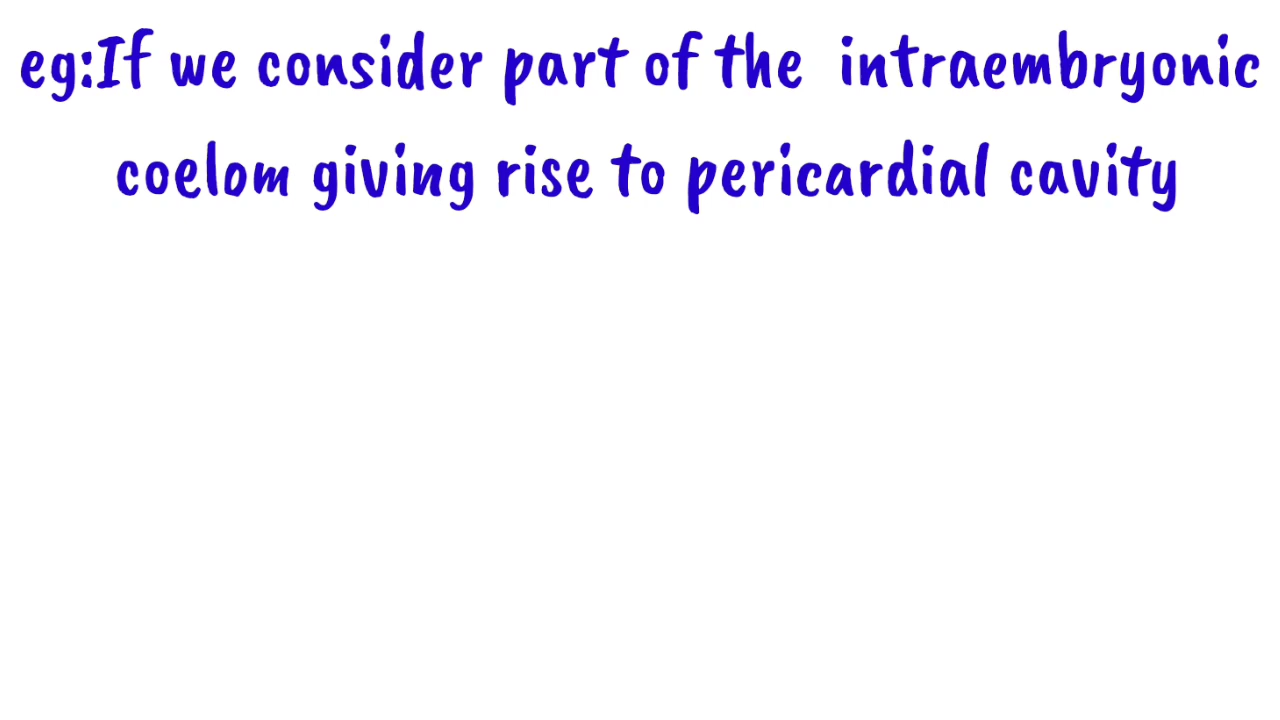 eg:If we consider part of the intraembryonic
coelom giving rise to pericardial cavity